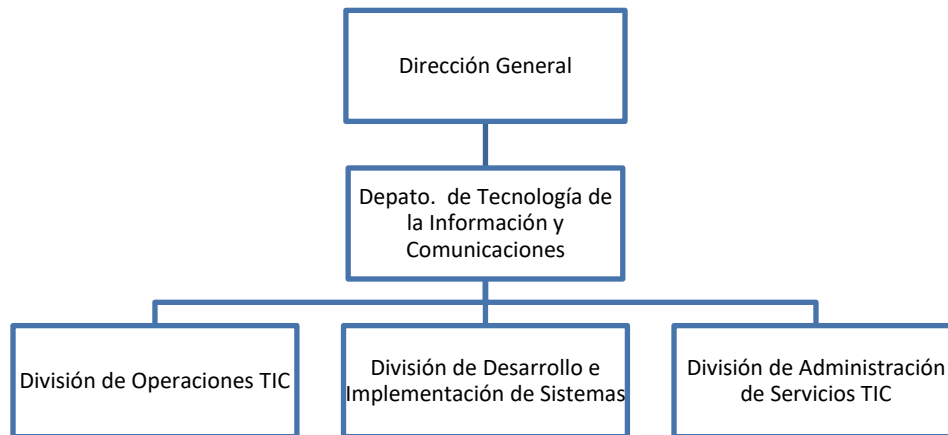 Dirección General
Depato.  de Tecnología de
la Información y
Comunicaciones
División de Operaciones TIC
División de Desarrollo e
Implementación de Sistemas
División de Administración
de Servicios TIC